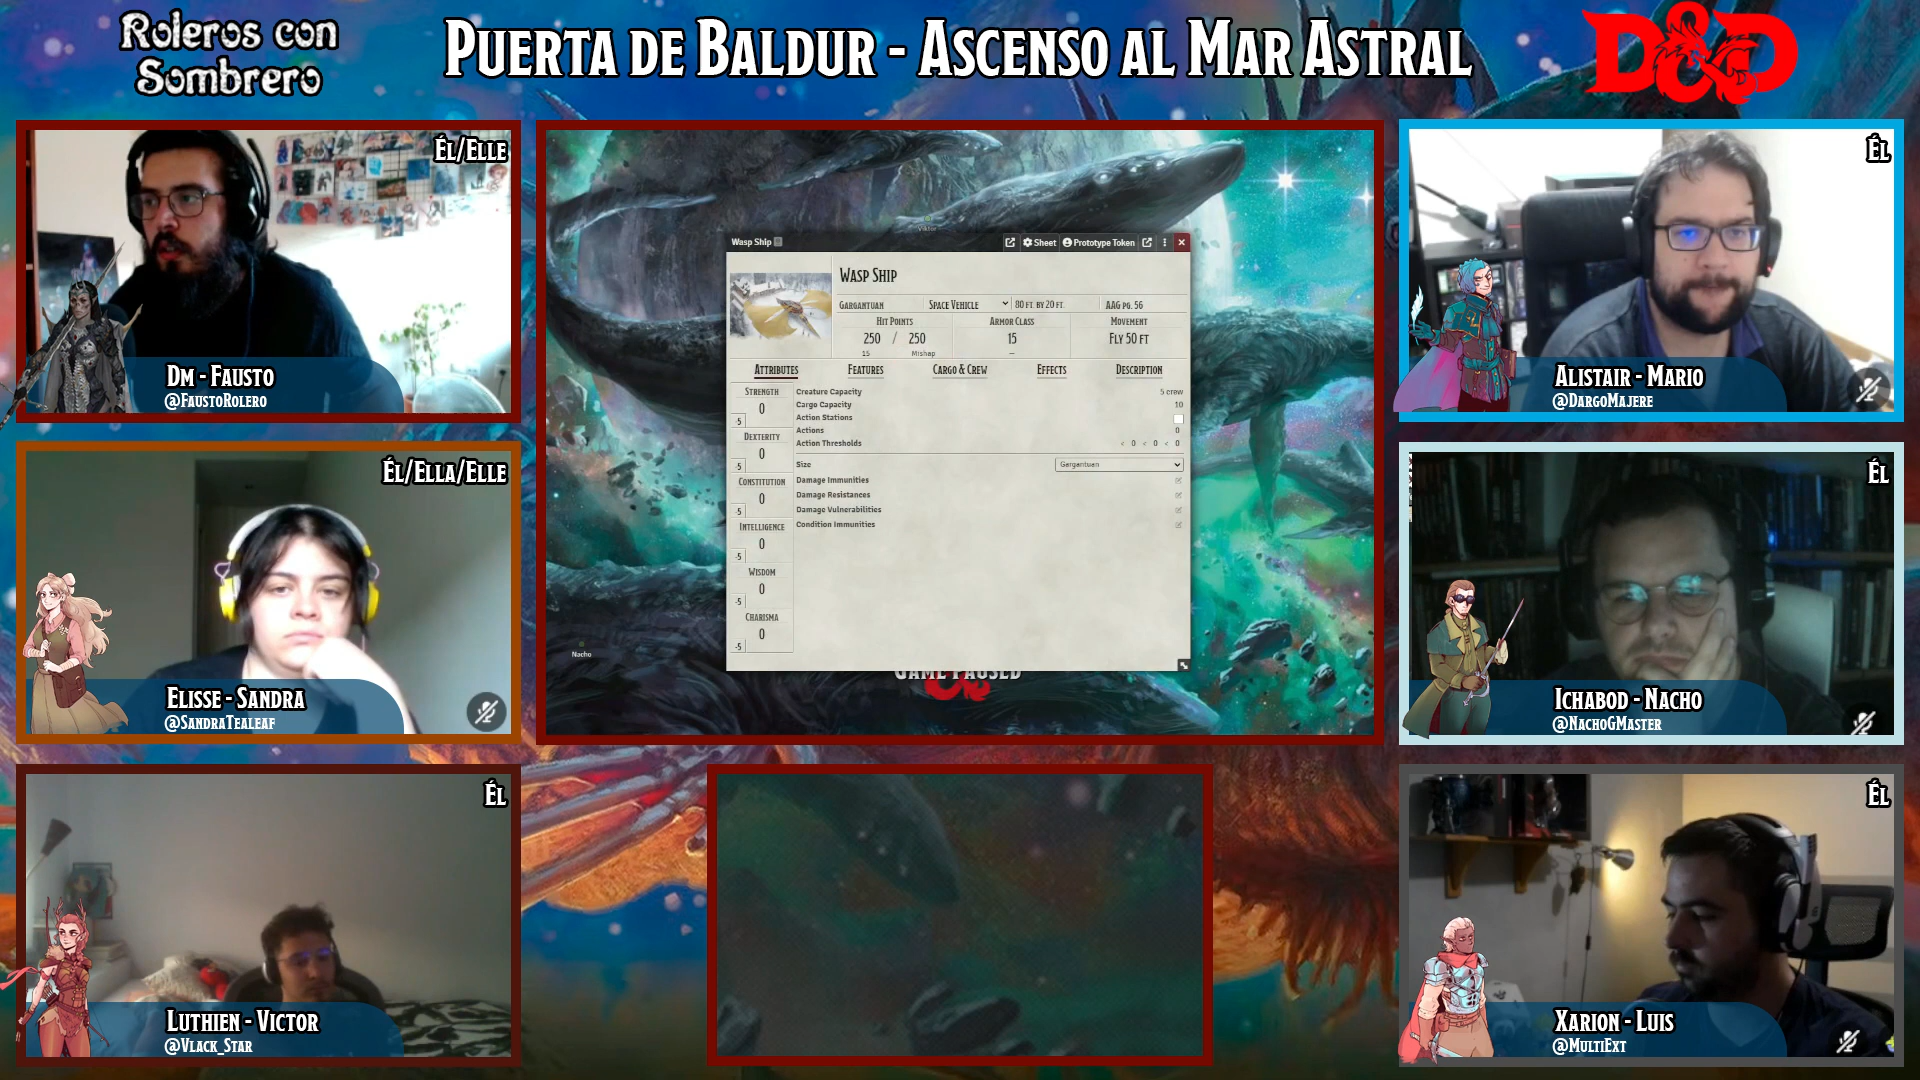 Roleros con
Sombrero
Puerta de Baldur - Ascenso al Mar Astral
D&D
Él/Elle
Dm - Fausto
@FaustoRolero
Él/Ella/Elle
Elisse - Sandra
@SandraTealeaf
Él
Luthien - Victor
@Vlack_Star
Viktor
Wasp Ship
Sheet
Prototype Token
Wasp Ship
Gargantuan
Space Vehicle
80 ft. by 20 ft.
AAG pg. 56
Hit Points
Armor Class
Movement
250 / 250
15
Fly 50 ft
15
Mishap
—
Attributes
Features
Cargo & Crew
Effects
Description
Strength
0
-5
Dexterity
0
-5
Constitution
0
-5
Intelligence
0
-5
Wisdom
0
-5
Charisma
0
-5
Creature Capacity 5 crew
Cargo Capacity 10
Action Stations
Actions 0
Action Thresholds < 0 < 0 < 0
Size Gargantuan
Damage Immunities
Damage Resistances
Damage Vulnerabilities
Condition Immunities
Nacho
Game Paused
Él
Alistair - Mario
@DargoMajere
Él
Ichabod - Nacho
@NachoGMaster
Él
Xarion - Luis
@MultiExt